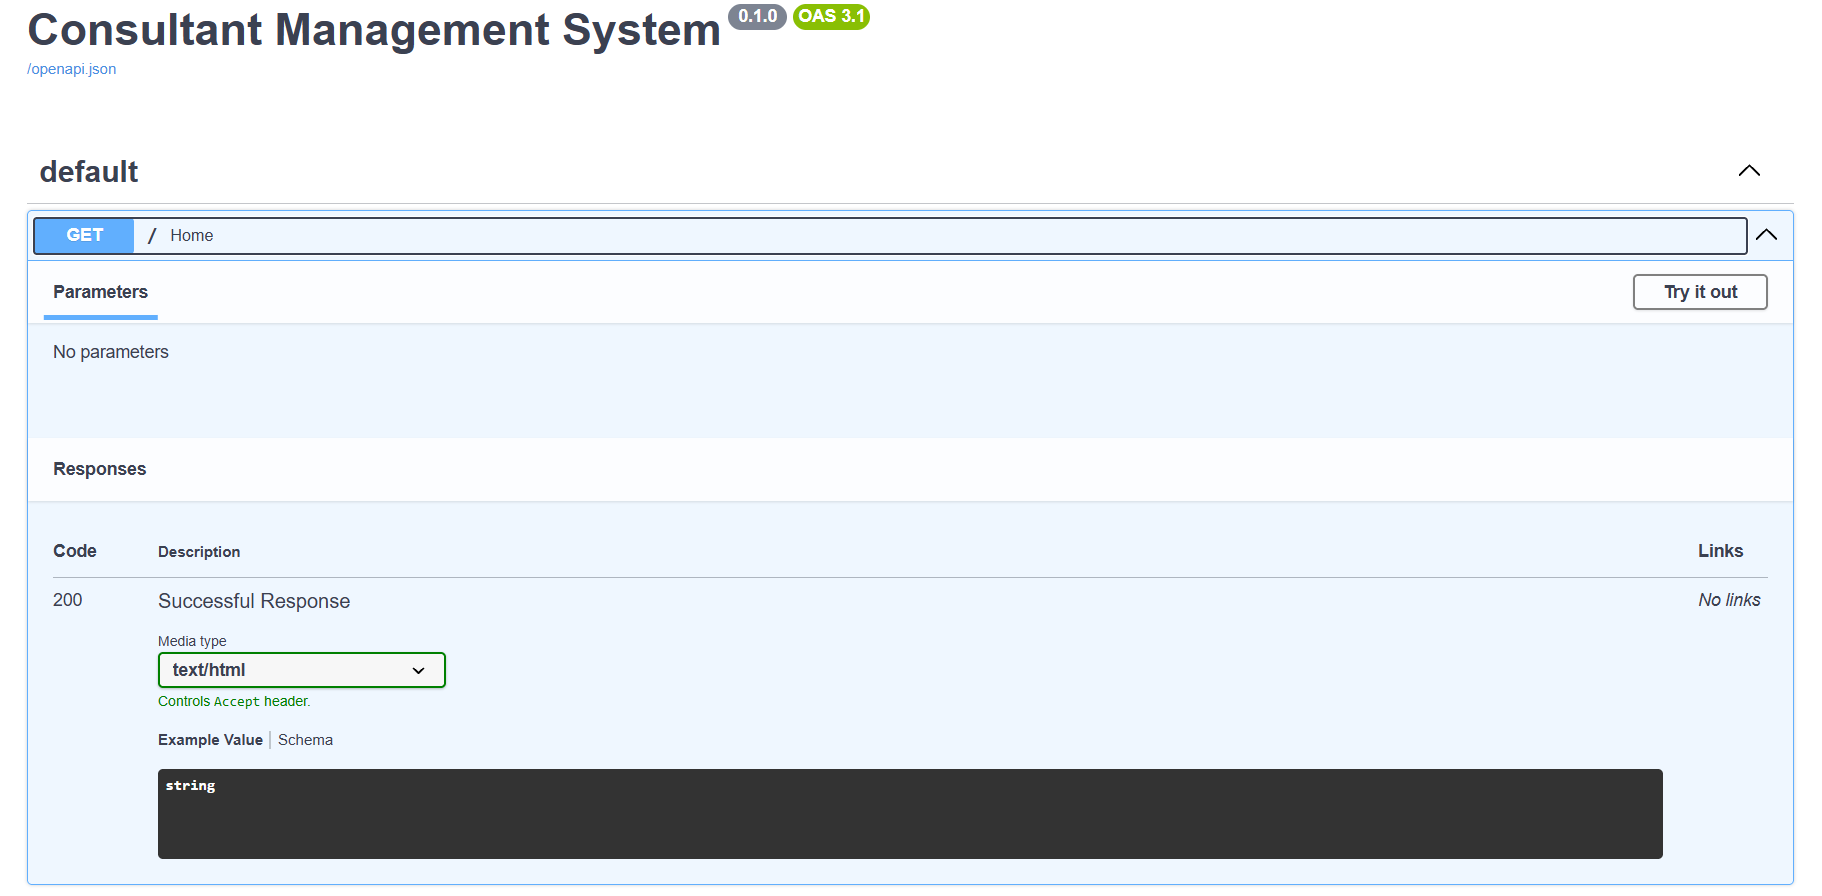 Consultant Management System 0.1.0 OAS 3.1
/openapi.json
default
GET / Home
Parameters
Try it out
No parameters
Responses
Code Description Links
200 Successful Response No links
Media type
text/html
Controls Accept header.
Example Value | Schema
string